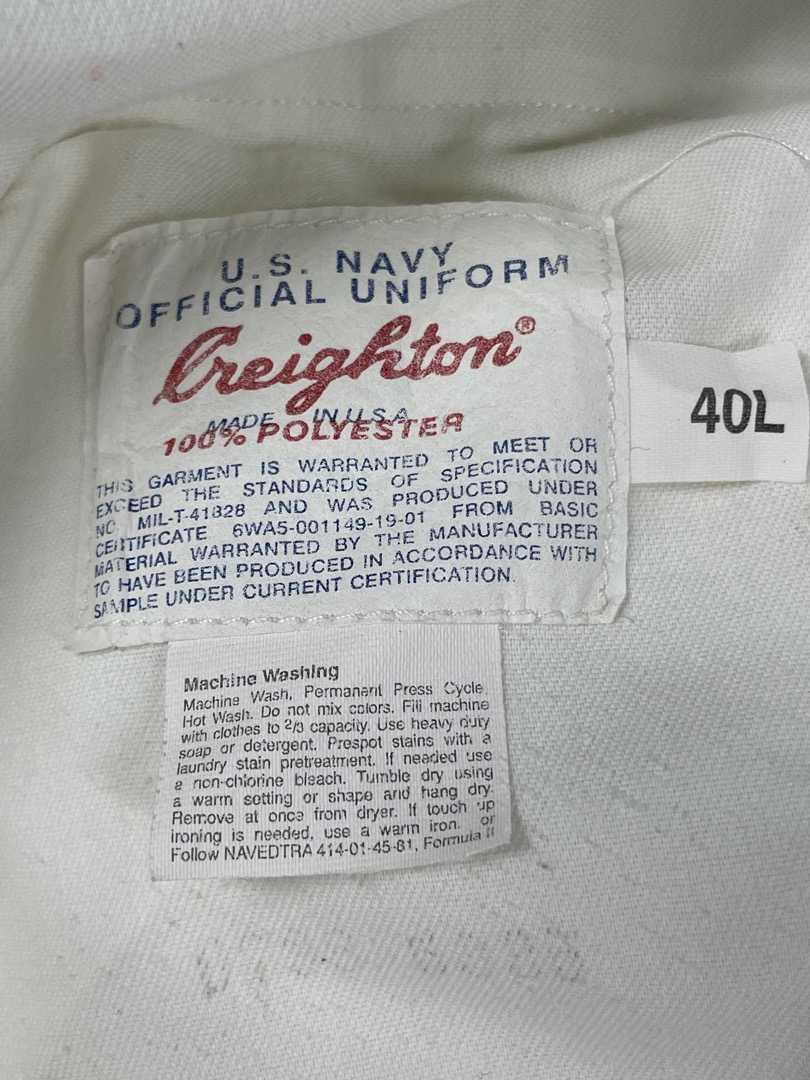 U.S. NAVY
OFFICIAL UNIFORM
Creighton®
MADE IN U.S.A.
100% POLYESTER
THIS GARMENT IS WARRANTED TO MEET OR
EXCEED THE STANDARDS OF SPECIFICATION
NO. MIL-T-41828 AND WAS PRODUCED UNDER
CERTIFICATE 6WA5-001149-19-01 FROM BASIC
MATERIAL WARRANTED BY THE MANUFACTURER
TO HAVE BEEN PRODUCED IN ACCORDANCE WITH
SAMPLE UNDER CURRENT CERTIFICATION.
40L
Machine Washing
Machine Wash, Permanent Press Cycle,
Hot Wash. Do not mix colors. Fill machine
with clothes to 2/3 capacity. Use heavy duty
soap or detergent. Prespot stains with a
laundry stain pretreatment. If needed use
a non-chlorine bleach. Tumble dry using
a warm setting or shape and hang dry.
Remove at once from dryer. If touch up
ironing is needed, use a warm iron. or
Follow NAVEDTRA 414-01-45-81, Formula II